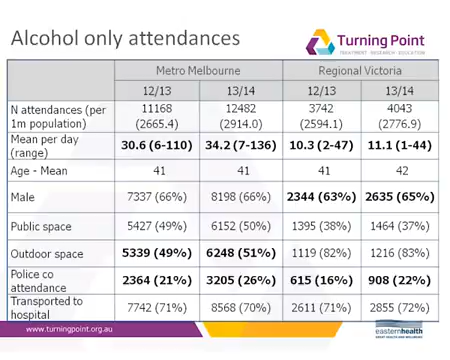 Alcohol only attendances
Turning Point
TREATMENT · RESEARCH · EDUCATION
Metro Melbourne Regional Victoria
12/13 13/14 12/13 13/14
N attendances (per 1m population) 11168 (2665.4) 12482 (2914.0) 3742 (2594.1) 4043 (2776.9)
Mean per day (range) 30.6 (6-110) 34.2 (7-136) 10.3 (2-47) 11.1 (1-44)
Age - Mean 41 41 41 42
Male 7337 (66%) 8198 (66%) 2344 (63%) 2635 (65%)
Public space 5427 (49%) 6152 (50%) 1395 (38%) 1464 (37%)
Outdoor space 5339 (49%) 6248 (51%) 1119 (82%) 1216 (83%)
Police co attendance 2364 (21%) 3205 (26%) 615 (16%) 908 (22%)
Transported to hospital 7742 (71%) 8568 (70%) 2611 (71%) 2855 (72%)
www.turningpoint.org.au
easternhealth
GREAT HEALTH AND WELLBEING